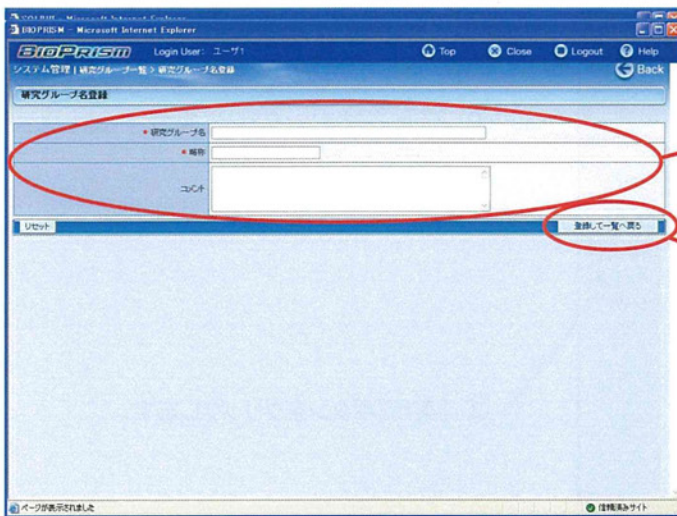 BIOPRISM - Microsoft Internet Explorer
BIOPRISM Login User: ユーザ1 Top Close Logout Help
システム管理 | 研究グループ一覧 > 研究グループ名登録 Back
研究グループ名登録
* 研究グループ名
* 略称
コメント
リセット 登録して一覧へ戻る
ページが表示されました 信頼済みサイト